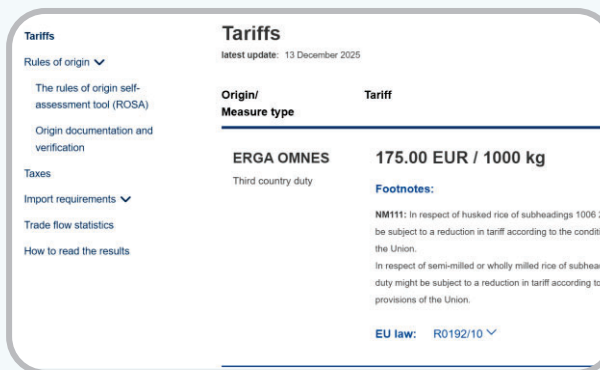 Tariffs
Rules of origin
The rules of origin self-
assessment tool (ROSA)
Origin documentation and
verification
Taxes
Import requirements
Trade flow statistics
How to read the results
Tariffs
latest update: 13 December 2025
Origin/
Measure type
Tariff
ERGA OMNES
Third country duty
175.00 EUR / 1000 kg
Footnotes:
NM111: In respect of husked rice of subheadings 1006
be subject to a reduction in tariff according to the
the Union.
In respect of semi-milled or wholly milled rice of
duty might be subject to a reduction in tariff according to
provisions of the Union.
EU law: R0192/10